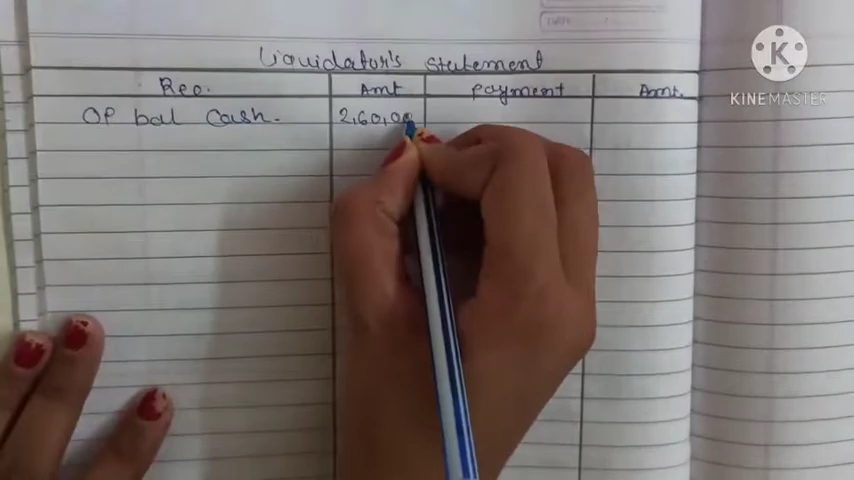 Liquidator's Statement
Rec. Amt Payment Amt.
OP bal Cash. 2,60,00
KINEMASTER